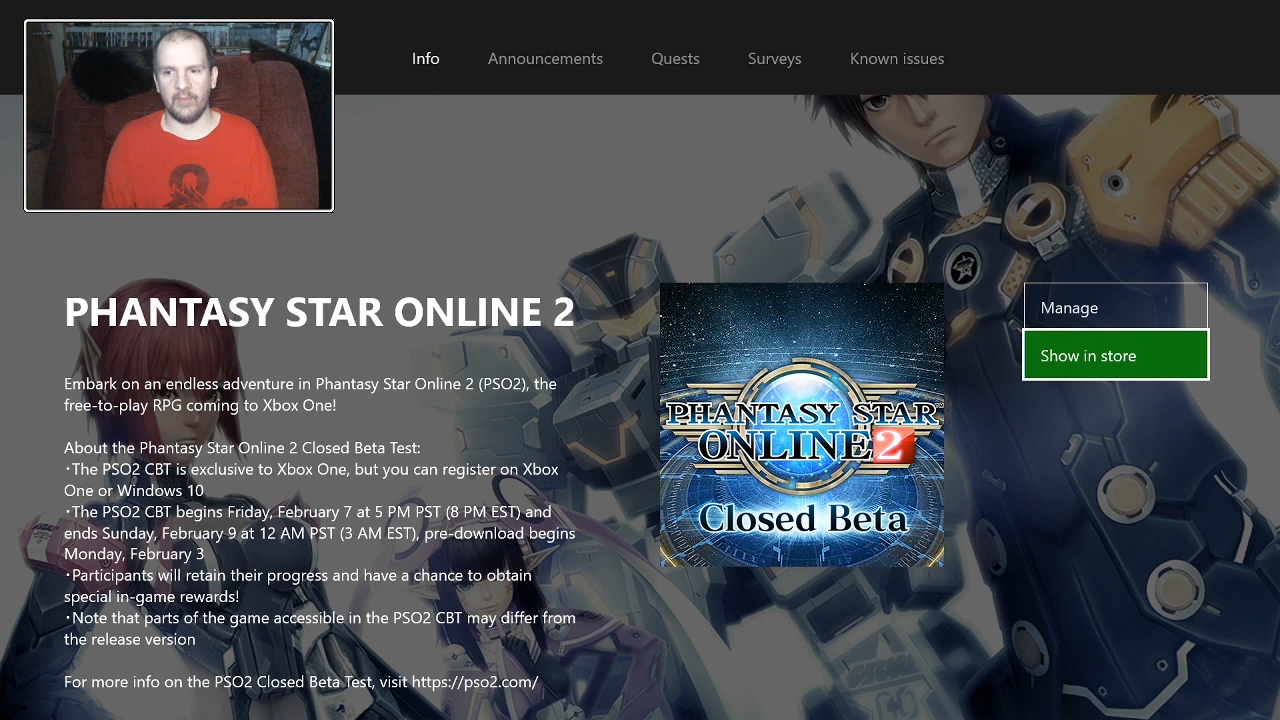 Info
Announcements
Quests
Surveys
Known issues
PHANTASY STAR ONLINE 2
Embark on an endless adventure in Phantasy Star Online 2 (PSO2), the
free-to-play RPG coming to Xbox One!
About the Phantasy Star Online 2 Closed Beta Test:
･The PSO2 CBT is exclusive to Xbox One, but you can register on Xbox
One or Windows 10
･The PSO2 CBT begins Friday, February 7 at 5 PM PST (8 PM EST) and
ends Sunday, February 9 at 12 AM PST (3 AM EST), pre-download begins
Monday, February 3
･Participants will retain their progress and have a chance to obtain
special in-game rewards!
･Note that parts of the game accessible in the PSO2 CBT may differ from
the release version
For more info on the PSO2 Closed Beta Test, visit https://pso2.com/
PHANTASY STAR
ONLINE 2
Closed Beta
Manage
Show in store